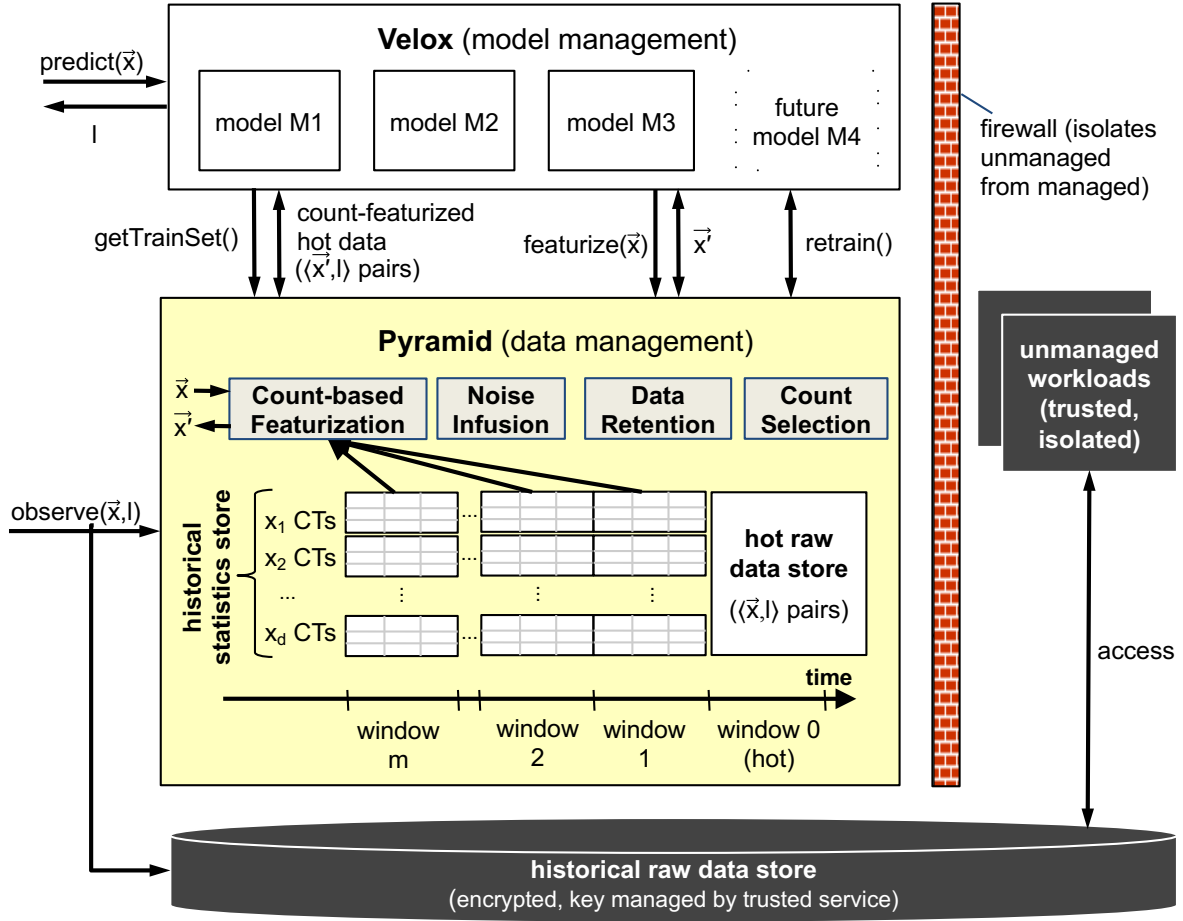 Velox (model management)
predict(x⃗)
l
model M1
model M2
model M3
future
model M4
firewall (isolates
unmanaged
from managed)
getTrainSet()
count-featurized
hot data
(⟨x⃗′,l⟩ pairs)
featurize(x⃗)
x⃗′
retrain()
Pyramid (data management)
x⃗
x⃗′
Count-based
Featurization
Noise
Infusion
Data
Retention
Count
Selection
unmanaged
workloads
(trusted,
isolated)
observe(x⃗,l)
historical
statistics store
x₁ CTs
...
x₂ CTs
...
...
⋮
⋮
⋮
x_d CTs
...
hot raw
data store
(⟨x⃗,l⟩ pairs)
access
time
window
m
window
2
window
1
window 0
(hot)
historical raw data store
(encrypted, key managed by trusted service)